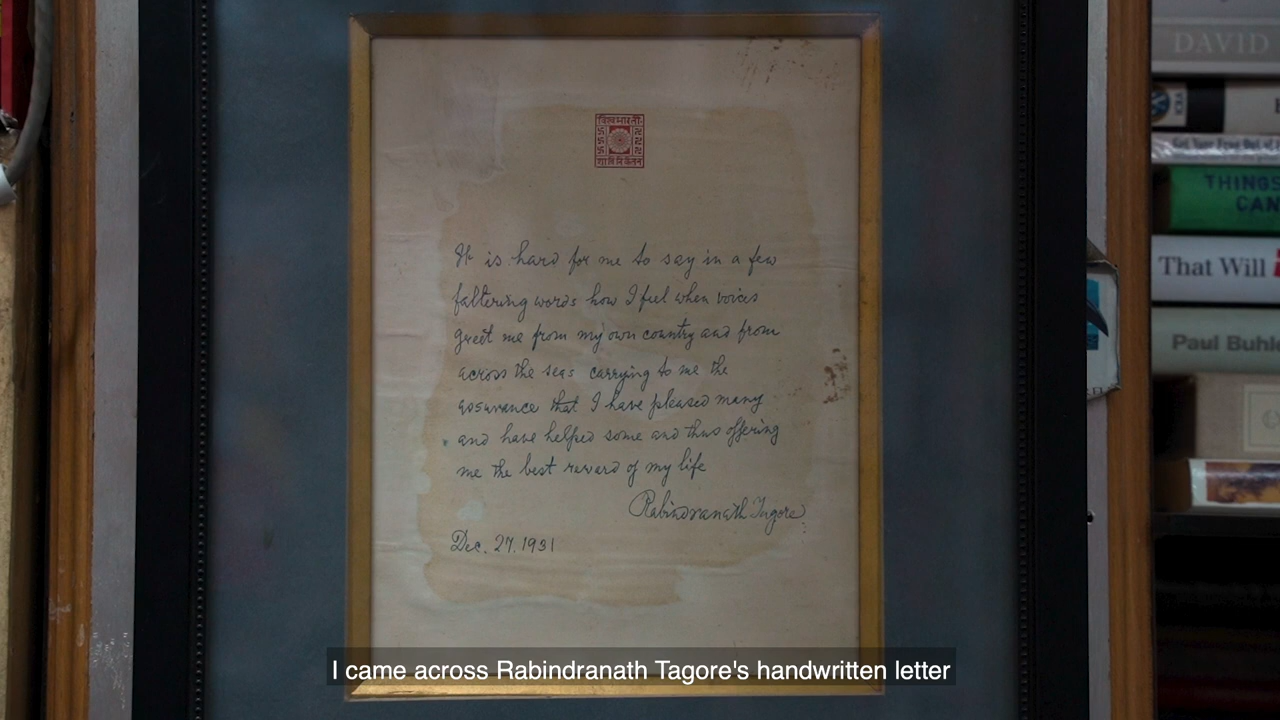 विश्वभारती
शान्तिनिकेतन
It is hard for me to say in a few
faltering words how I feel when voices
greet me from my own country and from
across the seas carrying to me the
assurance that I have pleased many
and have helped some and thus offering
me the best reward of my life
Rabindranath Tagore
Dec. 27. 1931
DAVID
THINGS
CAN
That Will
Paul Buhle
I came across Rabindranath Tagore's handwritten letter